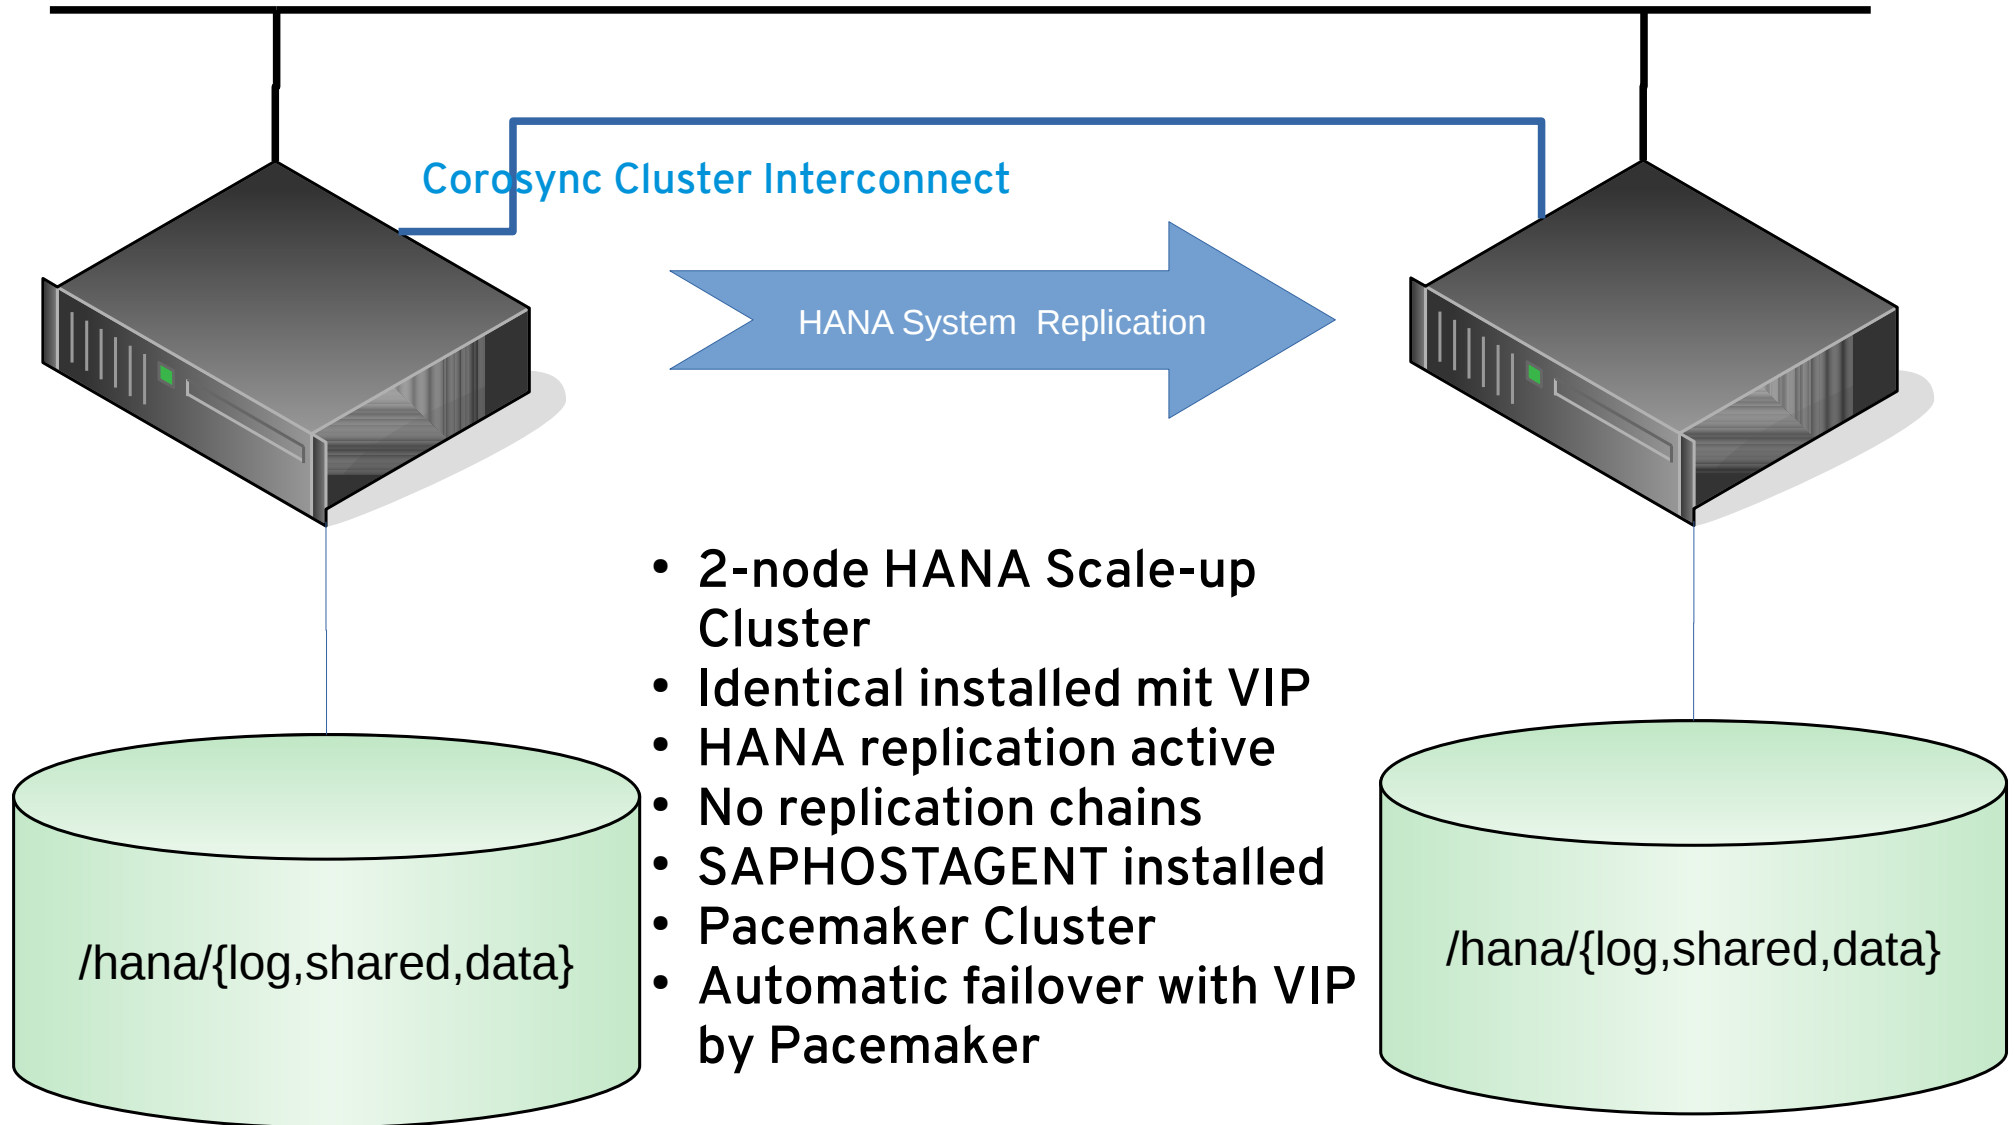 Corosync Cluster Interconnect
HANA System  Replication
• 2-node HANA Scale-up
Cluster
• Identical installed mit VIP
• HANA replication active
• No replication chains
• SAPHOSTAGENT installed
• Pacemaker Cluster
• Automatic failover with VIP
by Pacemaker
/hana/{log,shared,data}
/hana/{log,shared,data}